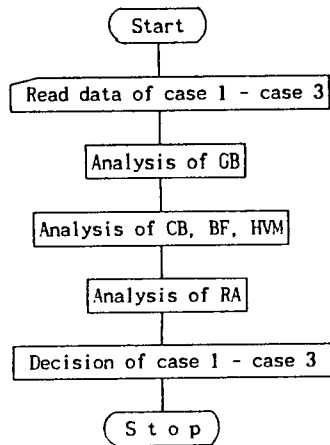 Start
Read data of case 1 - case 3
Analysis of GB
Analysis of CB, BF, HVM
Analysis of RA
Decision of case 1 - case 3
S t o p